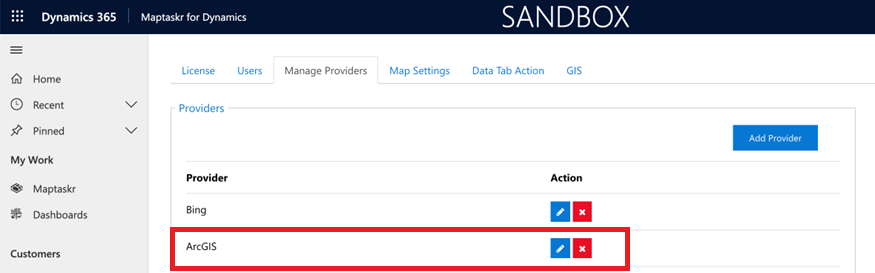 Dynamics 365 Maptaskr for Dynamics SANDBOX
License Users Manage Providers Map Settings Data Tab Action GIS
Home
Recent
Pinned
My Work
Maptaskr
Dashboards
Customers
Providers
Add Provider
Provider Action
Bing
ArcGIS